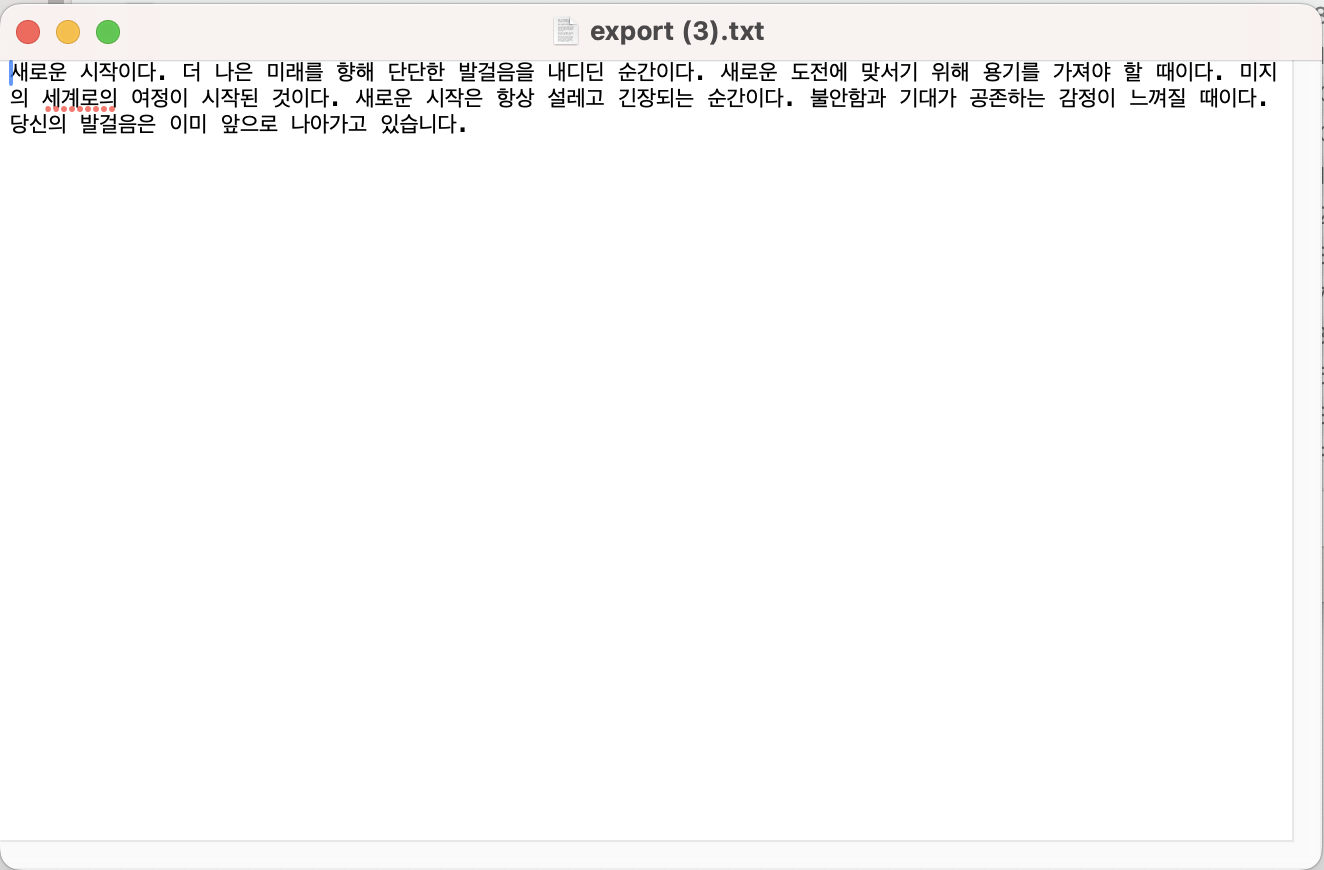 export (3).txt
새로운 시작이다. 더 나은 미래를 향해 단단한 발걸음을 내디딘 순간이다. 새로운 도전에 맞서기 위해 용기를 가져야 할 때이다. 미지
의 세계로의 여정이 시작된 것이다. 새로운 시작은 항상 설레고 긴장되는 순간이다. 불안함과 기대가 공존하는 감정이 느껴질 때이다.
당신의 발걸음은 이미 앞으로 나아가고 있습니다.